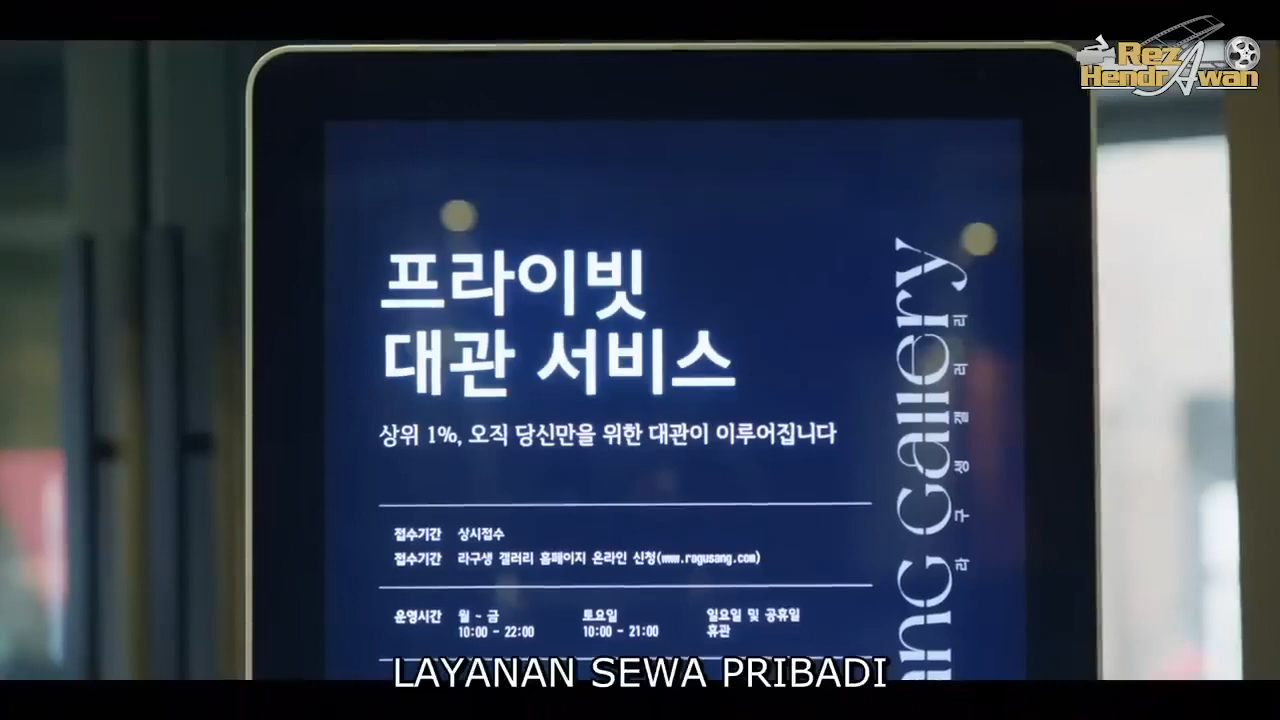 Rez
HendrAwan
프라이빗
대관 서비스
상위 1%, 오직 당신만을 위한 대관이 이루어집니다
접수기간 상시접수
접수기간 라구생 갤러리 홈페이지 온라인 신청(www.ragusang.com)
운영시간 월 ~ 금 토요일 일요일 및 공휴일
10:00 - 22:00 10:00 - 21:00 휴관
Gallery
라구생 갤러리
LAYANAN SEWA PRIBADI